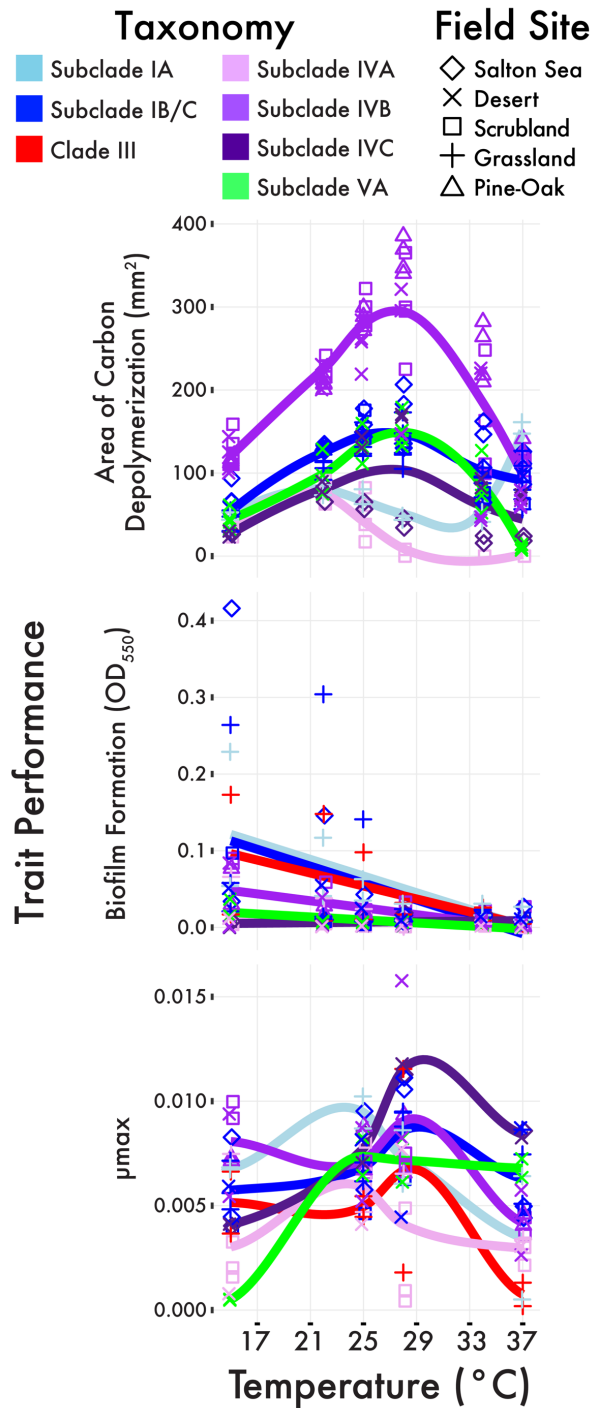 Taxonomy
Field Site
Subclade IA
Subclade IB/C
Clade III
Subclade IVA
Subclade IVB
Subclade IVC
Subclade VA
Salton Sea
Desert
Scrubland
Grassland
Pine-Oak
Trait Performance
Area of Carbon
Depolymerization (mm²)
400
300
200
100
0
Biofilm Formation (OD₅₅₀)
0.4
0.3
0.2
0.1
0.0
μmax
0.015
0.010
0.005
0.000
17 21 25 29 33 37
Temperature (°C)